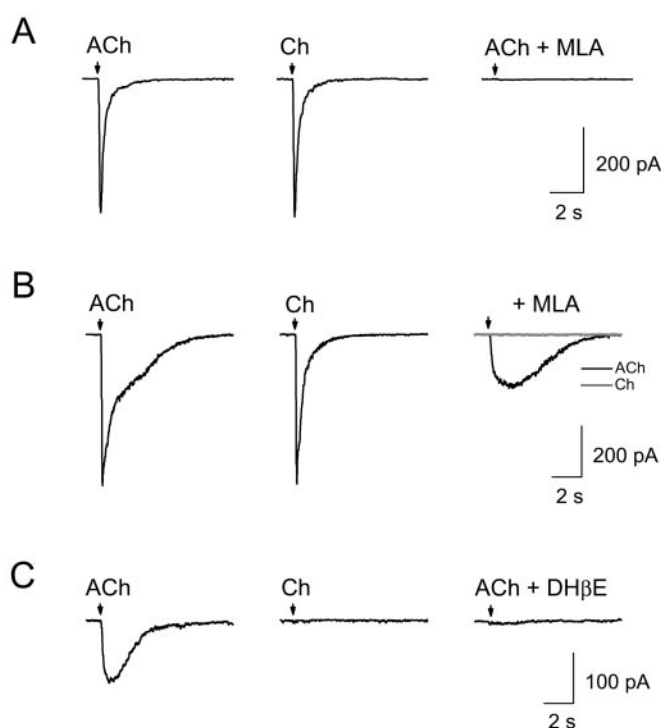 A
ACh
Ch
ACh + MLA
200 pA
2 s
B
ACh
Ch
+ MLA
ACh
Ch
200 pA
2 s
C
ACh
Ch
ACh + DHβE
100 pA
2 s